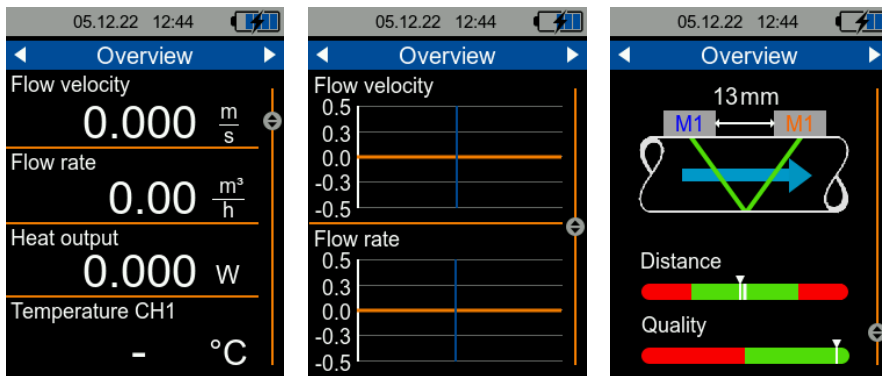 05.12.22 12:44
Overview
Flow velocity
0.000 m/s
Flow rate
0.00 m³/h
Heat output
0.000 W
Temperature CH1
- °C
05.12.22 12:44
Overview
Flow velocity
0.5
0.3
0.0
-0.3
-0.5
Flow rate
0.5
0.3
0.0
-0.3
-0.5
05.12.22 12:44
Overview
13mm
M1 M1
Distance
Quality